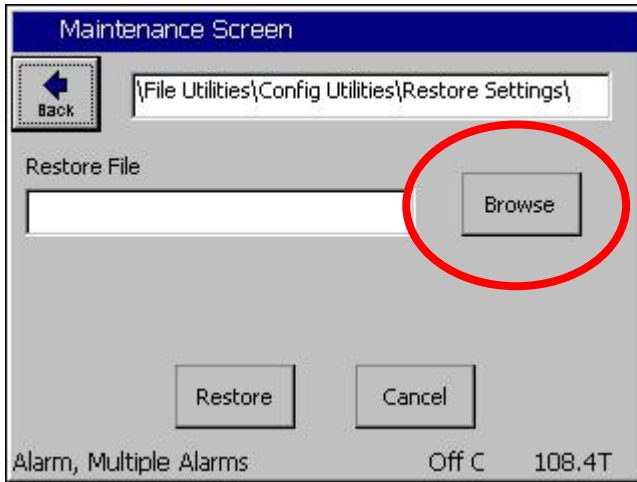 Maintenance Screen
Back
\File Utilities\Config Utilities\Restore Settings\
Restore File
Browse
Restore
Cancel
Alarm, Multiple Alarms Off C 108.4T